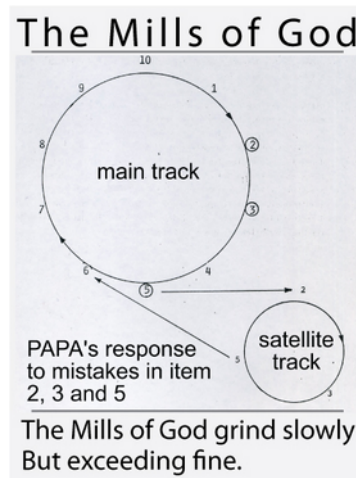 The Mills of God
10
9
1
8
②
main track
7
③
6
4
⑤
2
PAPA's response
to mistakes in item
2, 3 and 5
satellite
track
5
3
The Mills of God grind slowly
But exceeding fine.